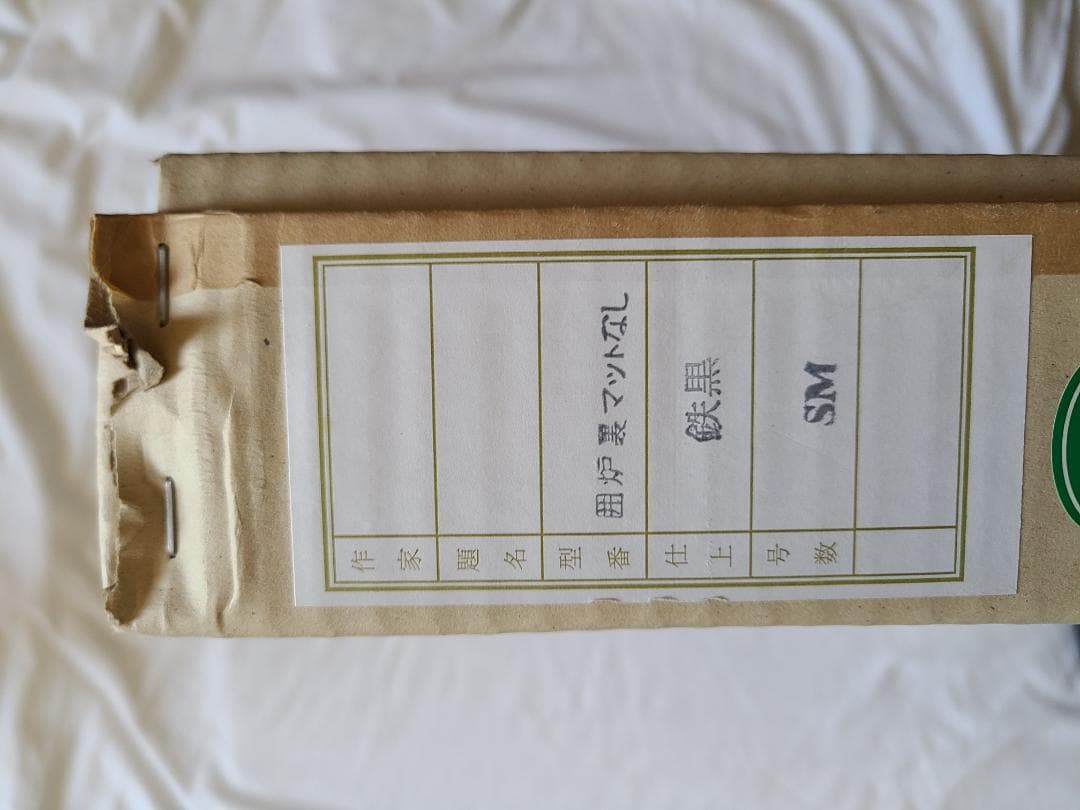 作家
題名
型番 囲炉裏マットなし
仕上 鉄黒
号数 SM